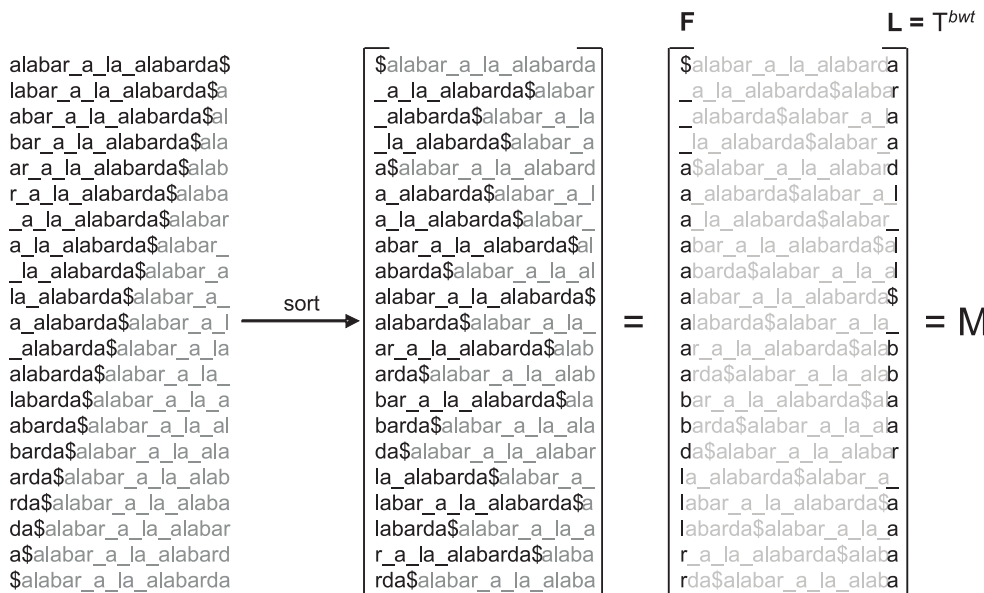 alabar_a_la_alabarda$
labar_a_la_alabarda$a
abar_a_la_alabarda$al
bar_a_la_alabarda$ala
ar_a_la_alabarda$alab
r_a_la_alabarda$alaba
_a_la_alabarda$alabar
a_la_alabarda$alabar_
_la_alabarda$alabar_a
la_alabarda$alabar_a_
a_alabarda$alabar_a_l
_alabarda$alabar_a_la
alabarda$alabar_a_la_
labarda$alabar_a_la_a
abarda$alabar_a_la_al
barda$alabar_a_la_ala
arda$alabar_a_la_alab
rda$alabar_a_la_alaba
da$alabar_a_la_alabar
a$alabar_a_la_alabard
$alabar_a_la_alabarda
sort
$alabar_a_la_alabarda
_a_la_alabarda$alabar
_alabarda$alabar_a_la
_la_alabarda$alabar_a
a$alabar_a_la_alabard
a_alabarda$alabar_a_l
a_la_alabarda$alabar_
abar_a_la_alabarda$al
abarda$alabar_a_la_al
alabar_a_la_alabarda$
alabarda$alabar_a_la_
ar_a_la_alabarda$alab
arda$alabar_a_la_alab
bar_a_la_alabarda$ala
barda$alabar_a_la_ala
da$alabar_a_la_alabar
la_alabarda$alabar_a_
labar_a_la_alabarda$a
labarda$alabar_a_la_a
r_a_la_alabarda$alaba
rda$alabar_a_la_alaba
=
F L = T^bwt
$alabar_a_la_alabarda
_a_la_alabarda$alabar
_alabarda$alabar_a_la
_la_alabarda$alabar_a
a$alabar_a_la_alabard
a_alabarda$alabar_a_l
a_la_alabarda$alabar_
abar_a_la_alabarda$al
abarda$alabar_a_la_al
alabar_a_la_alabarda$
alabarda$alabar_a_la_
ar_a_la_alabarda$alab
arda$alabar_a_la_alab
bar_a_la_alabarda$ala
barda$alabar_a_la_ala
da$alabar_a_la_alabar
la_alabarda$alabar_a_
labar_a_la_alabarda$a
labarda$alabar_a_la_a
r_a_la_alabarda$alaba
rda$alabar_a_la_alaba
= M